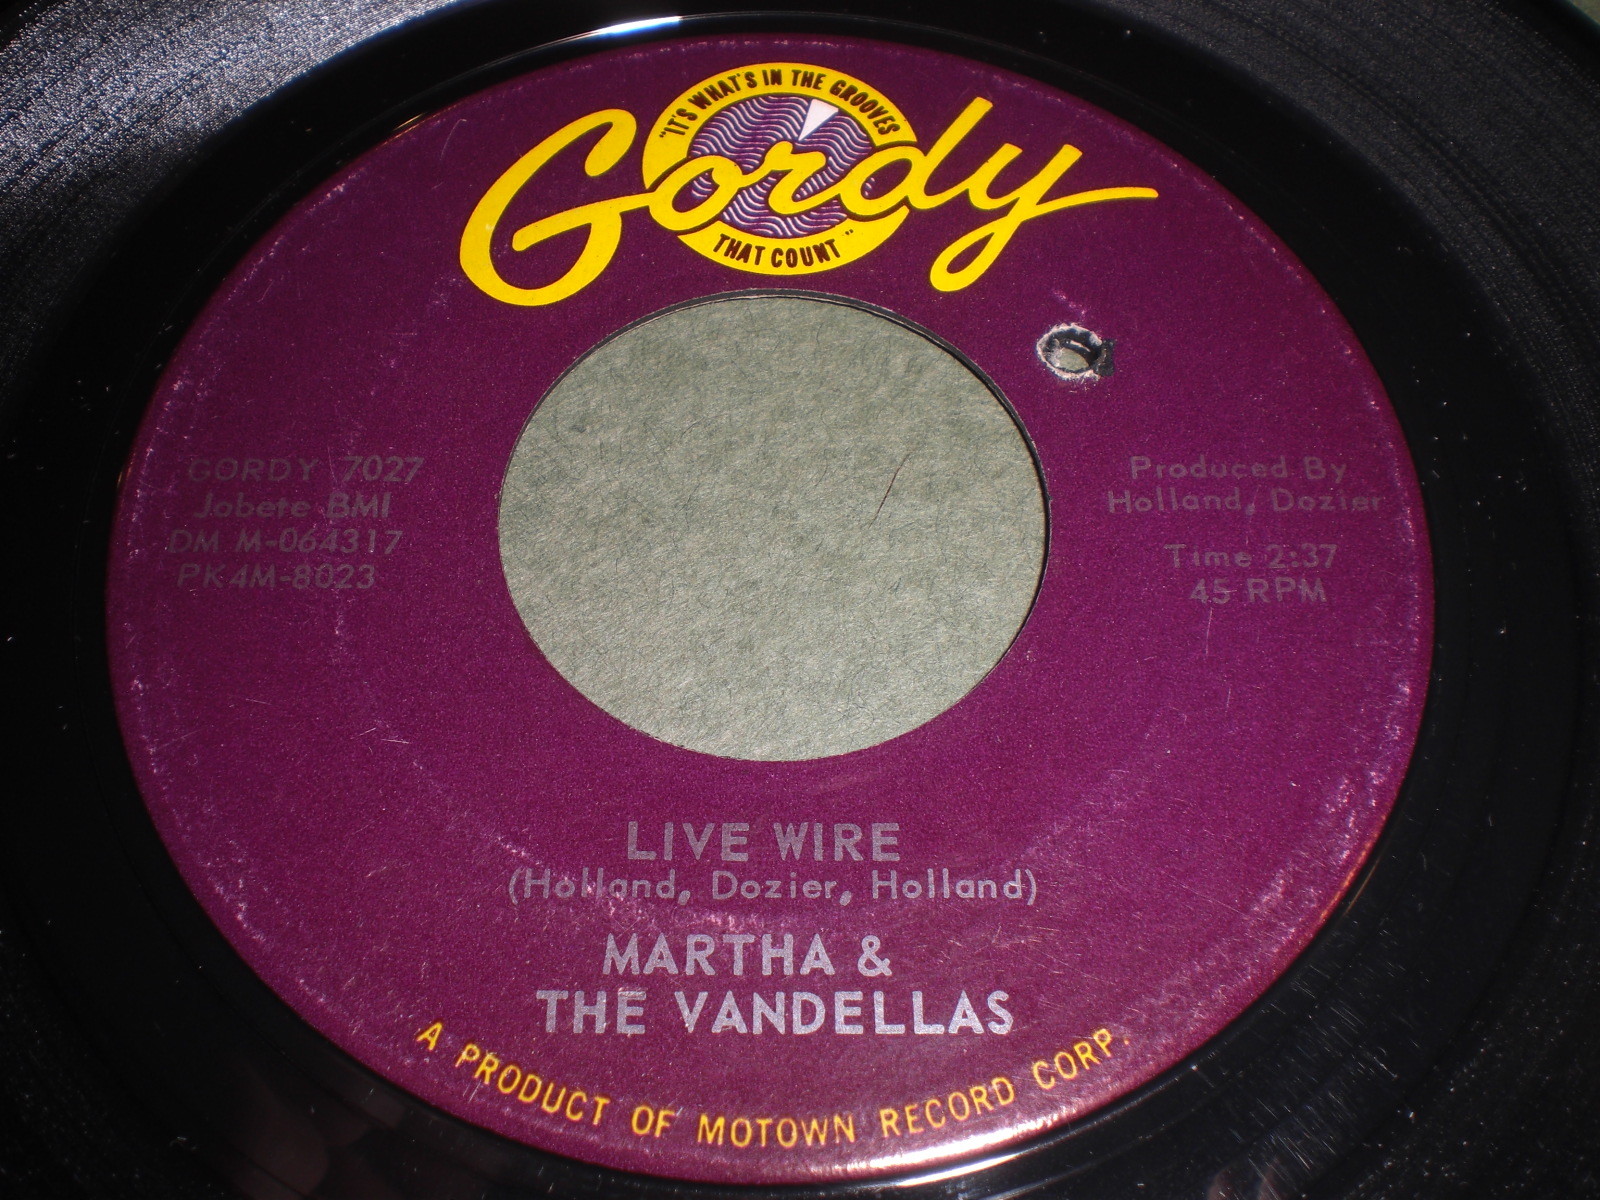 "IT'S WHAT'S IN THE GROOVES
Gordy
THAT COUNT"
GORDY 7027
Jobete BMI
DM M-064317
PK4M-8023
Produced By
Holland, Dozier
Time 2:37
45 RPM
LIVE WIRE
(Holland, Dozier, Holland)
MARTHA &
THE VANDELLAS
A PRODUCT OF MOTOWN RECORD CORP.